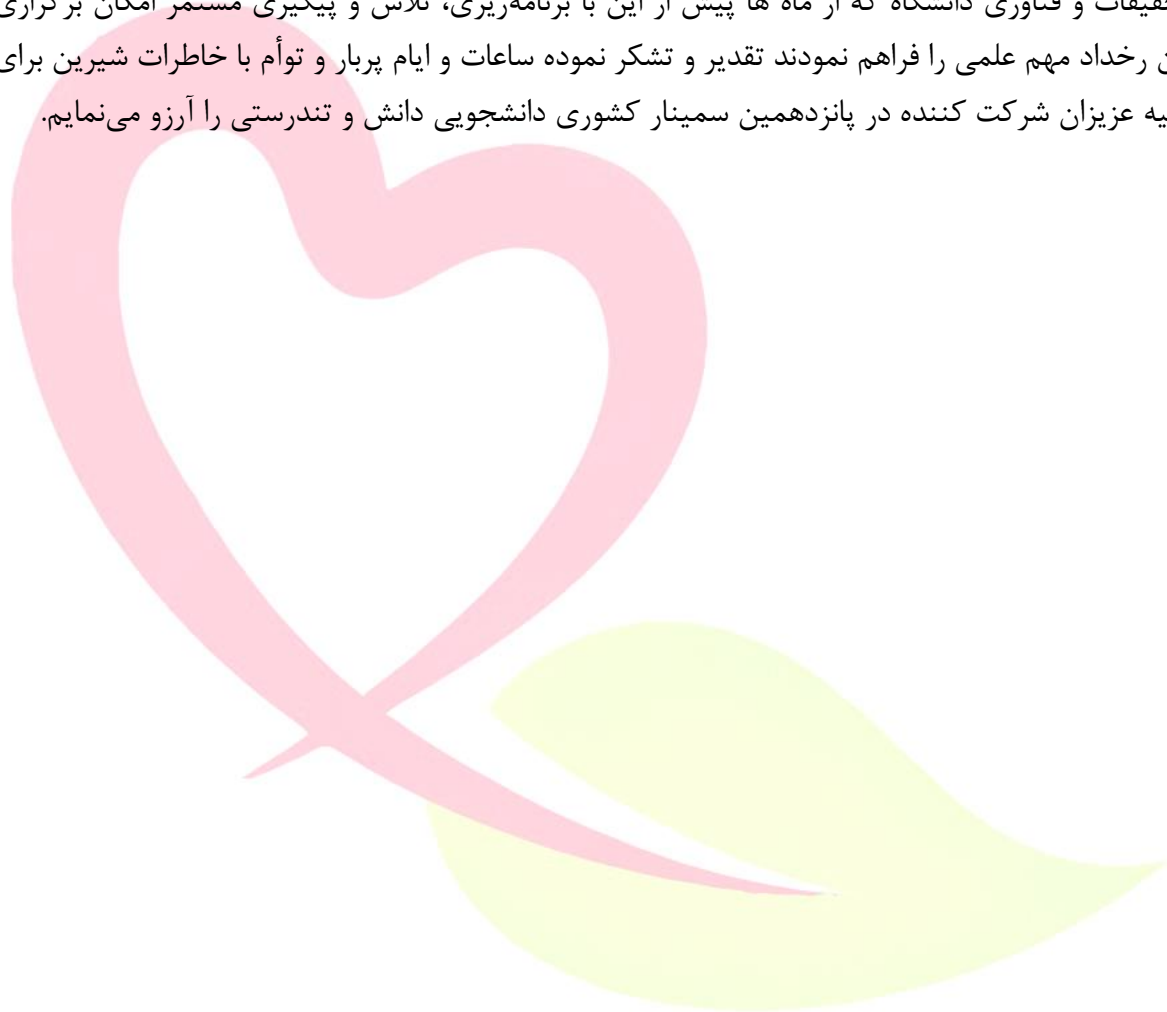 فناوری دانشگاه که از ماه ها پیش از این با برنامه‌ریزی، تلاش و پیگیری مستمر امکان برگزاری
رخداد مهم علمی را فراهم نمودند تقدیر و تشکر نموده ساعات و ایام پربار و توأم با خاطرات شیرین برای
عزیزان شرکت کننده در پانزدهمین سمینار کشوری دانشجویی دانش و تندرستی را آرزو می‌نمایم.